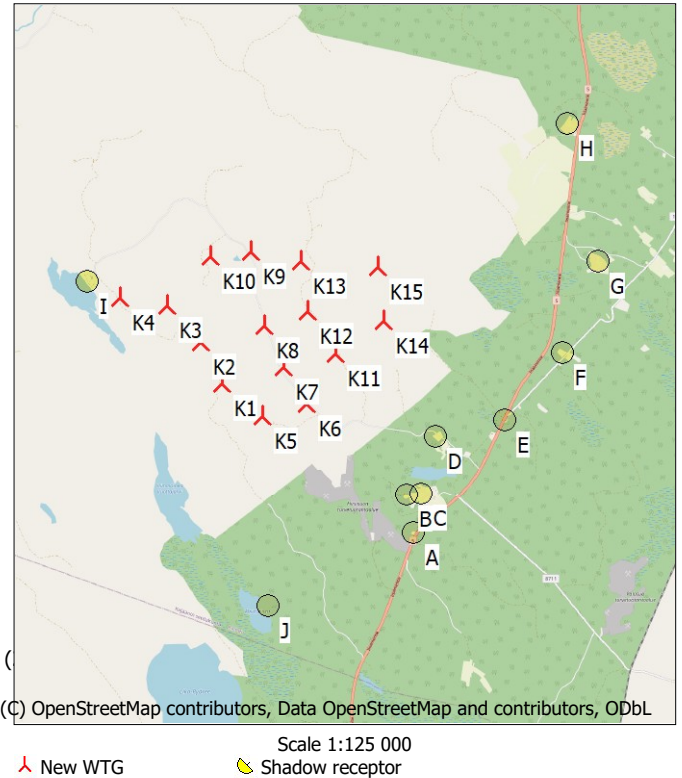 H
G
K10
K9
K13
K15
I
K4
K3
K12
K14
K8
K2
K11
F
K7
K1
K6
K5
E
D
BC
A
8711
J
(
(C) OpenStreetMap contributors, Data OpenStreetMap and contributors, ODbL
Scale 1:125 000
New WTG
Shadow receptor